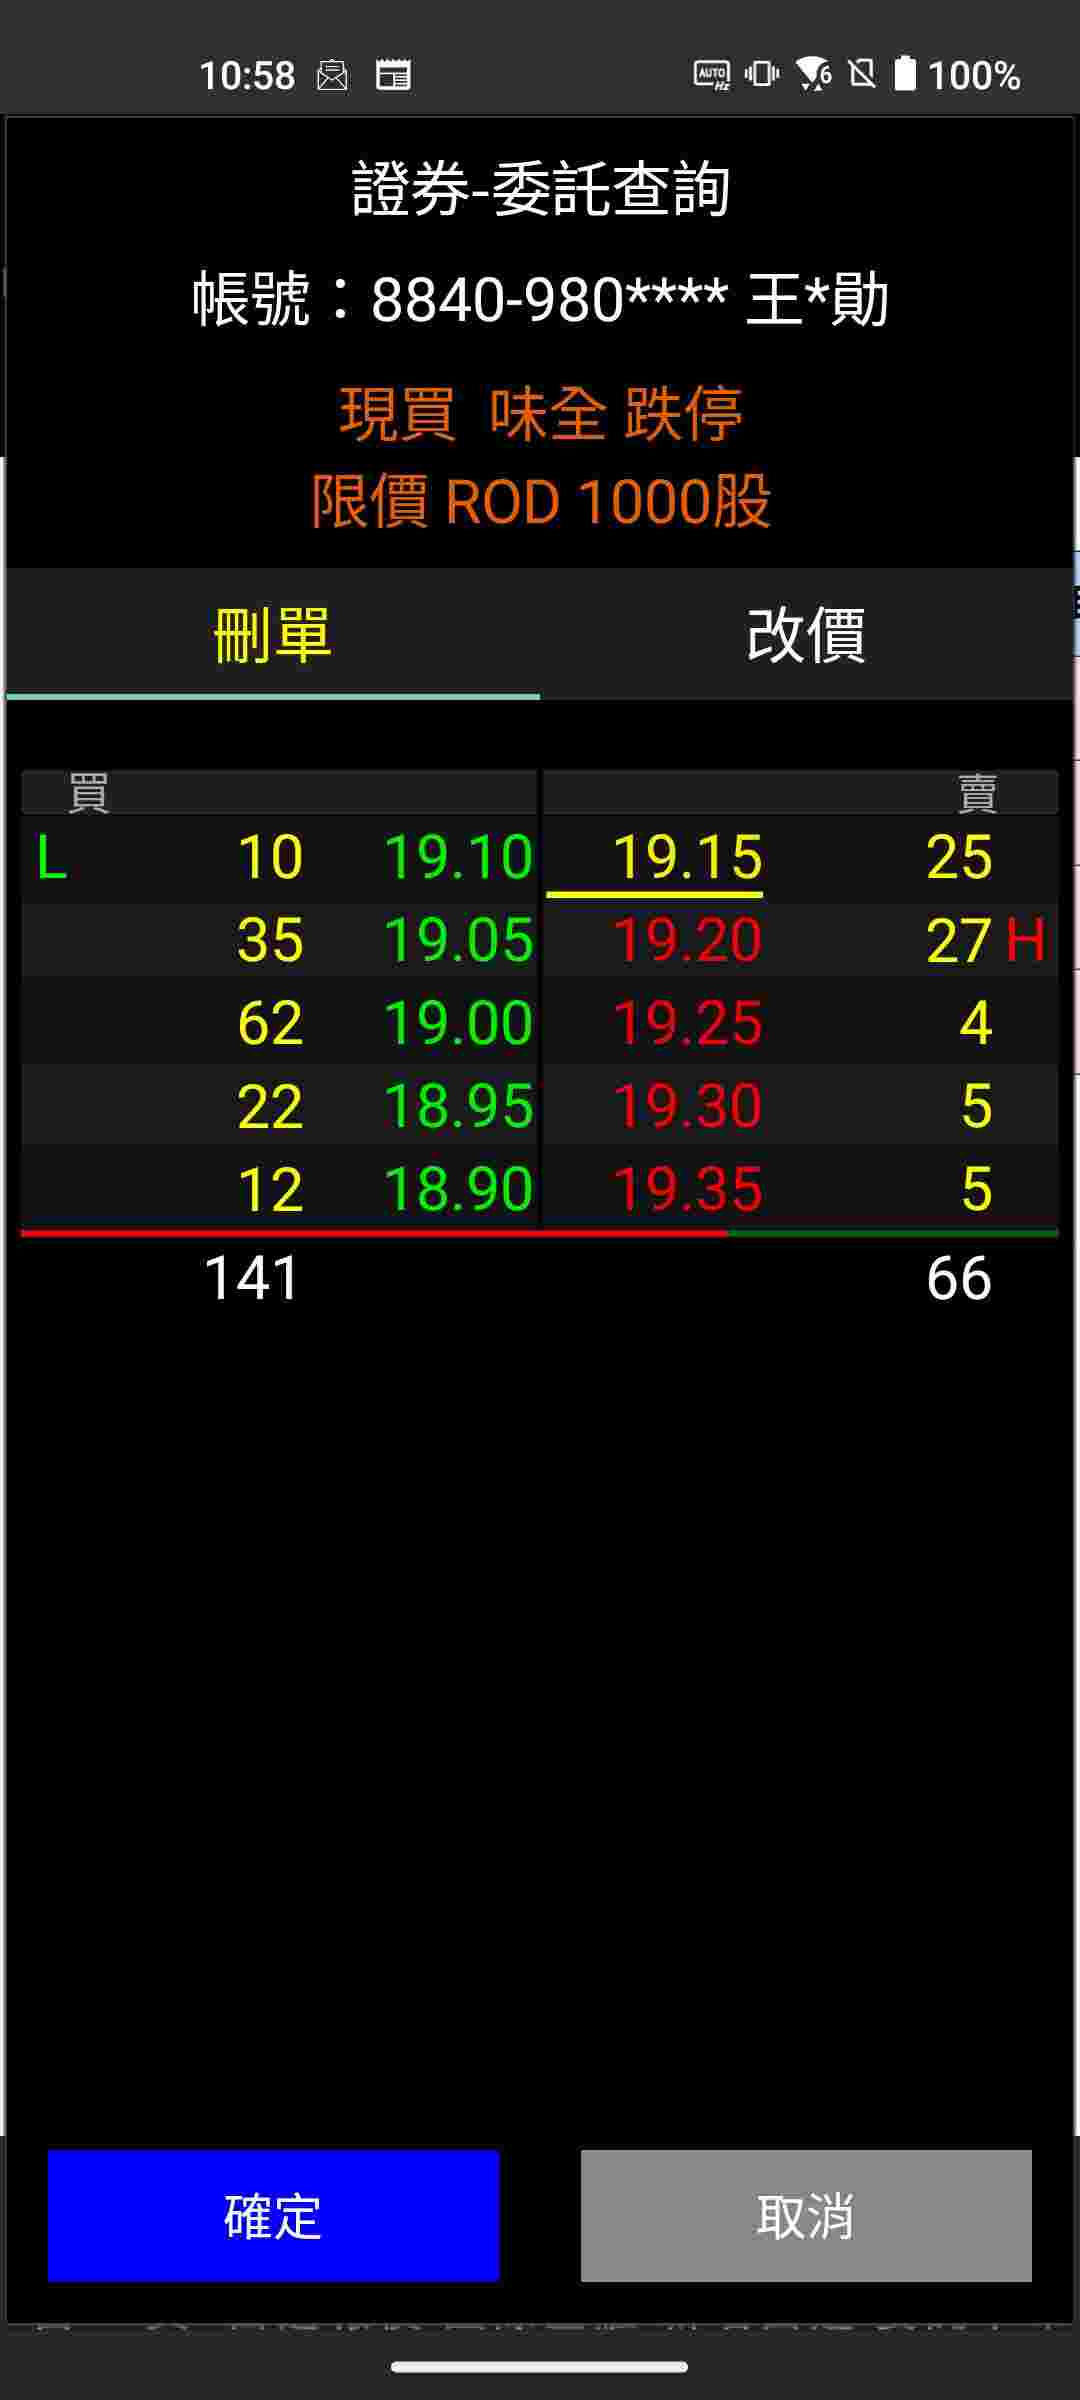 10:58 AUTO Hz 6 100%
證券-委託查詢
帳號：8840-980**** 王*勛
現買 味全 跌停
限價 ROD 1000股
刪單 改價
買 賣
L 10 19.10 19.15 25
35 19.05 19.20 27 H
62 19.00 19.25 4
22 18.95 19.30 5
12 18.90 19.35 5
141 66
確定 取消